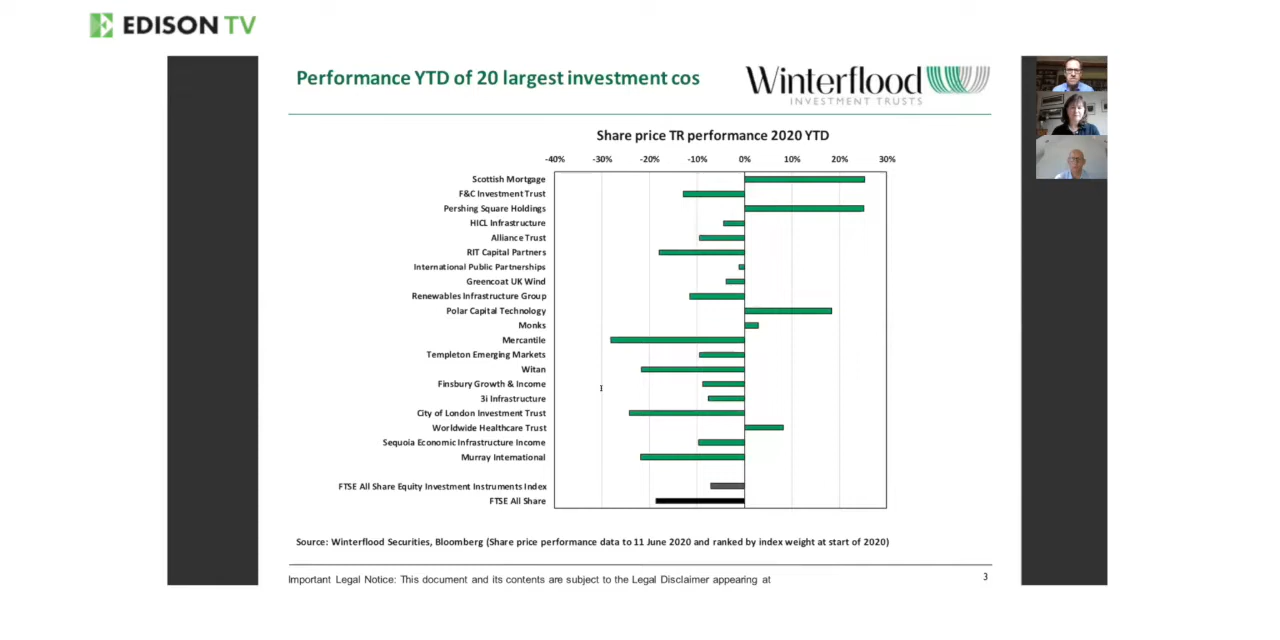 EDISON TV
Performance YTD of 20 largest investment cos
Winterflood
INVESTMENT TRUSTS
Share price TR performance 2020 YTD
-40% -30% -20% -10% 0% 10% 20% 30%
Scottish Mortgage
F&C Investment Trust
Pershing Square Holdings
HICL Infrastructure
Alliance Trust
RIT Capital Partners
International Public Partnerships
Greencoat UK Wind
Renewables Infrastructure Group
Polar Capital Technology
Monks
Mercantile
Templeton Emerging Markets
Witan
Finsbury Growth & Income
3i Infrastructure
City of London Investment Trust
Worldwide Healthcare Trust
Sequoia Economic Infrastructure Income
Murray International
FTSE All Share Equity Investment Instruments Index
FTSE All Share
Source: Winterflood Securities, Bloomberg (Share price performance data to 11 June 2020 and ranked by index weight at start of 2020)
Important Legal Notice: This document and its contents are subject to the Legal Disclaimer appearing at
3